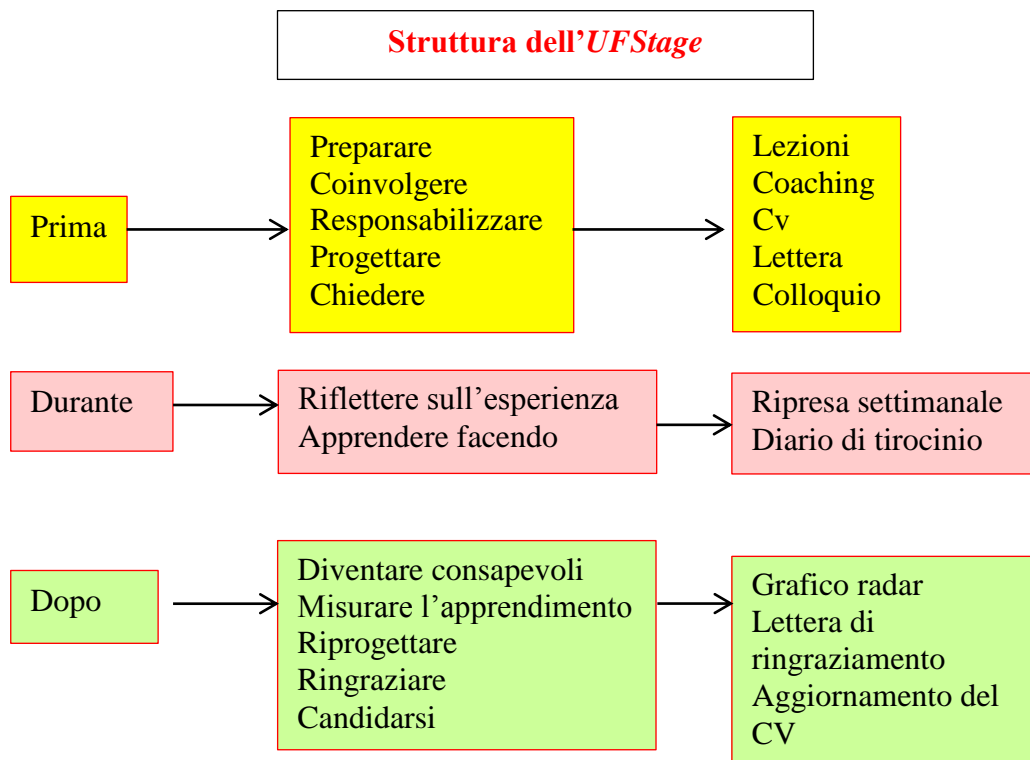 Struttura dell’UFStage
Prima
Preparare
Coinvolgere
Responsabilizzare
Progettare
Chiedere
Lezioni
Coaching
Cv
Lettera
Colloquio
Durante
Riflettere sull’esperienza
Apprendere facendo
Ripresa settimanale
Diario di tirocinio
Dopo
Diventare consapevoli
Misurare l’apprendimento
Riprogettare
Ringraziare
Candidarsi
Grafico radar
Lettera di
ringraziamento
Aggiornamento del
CV